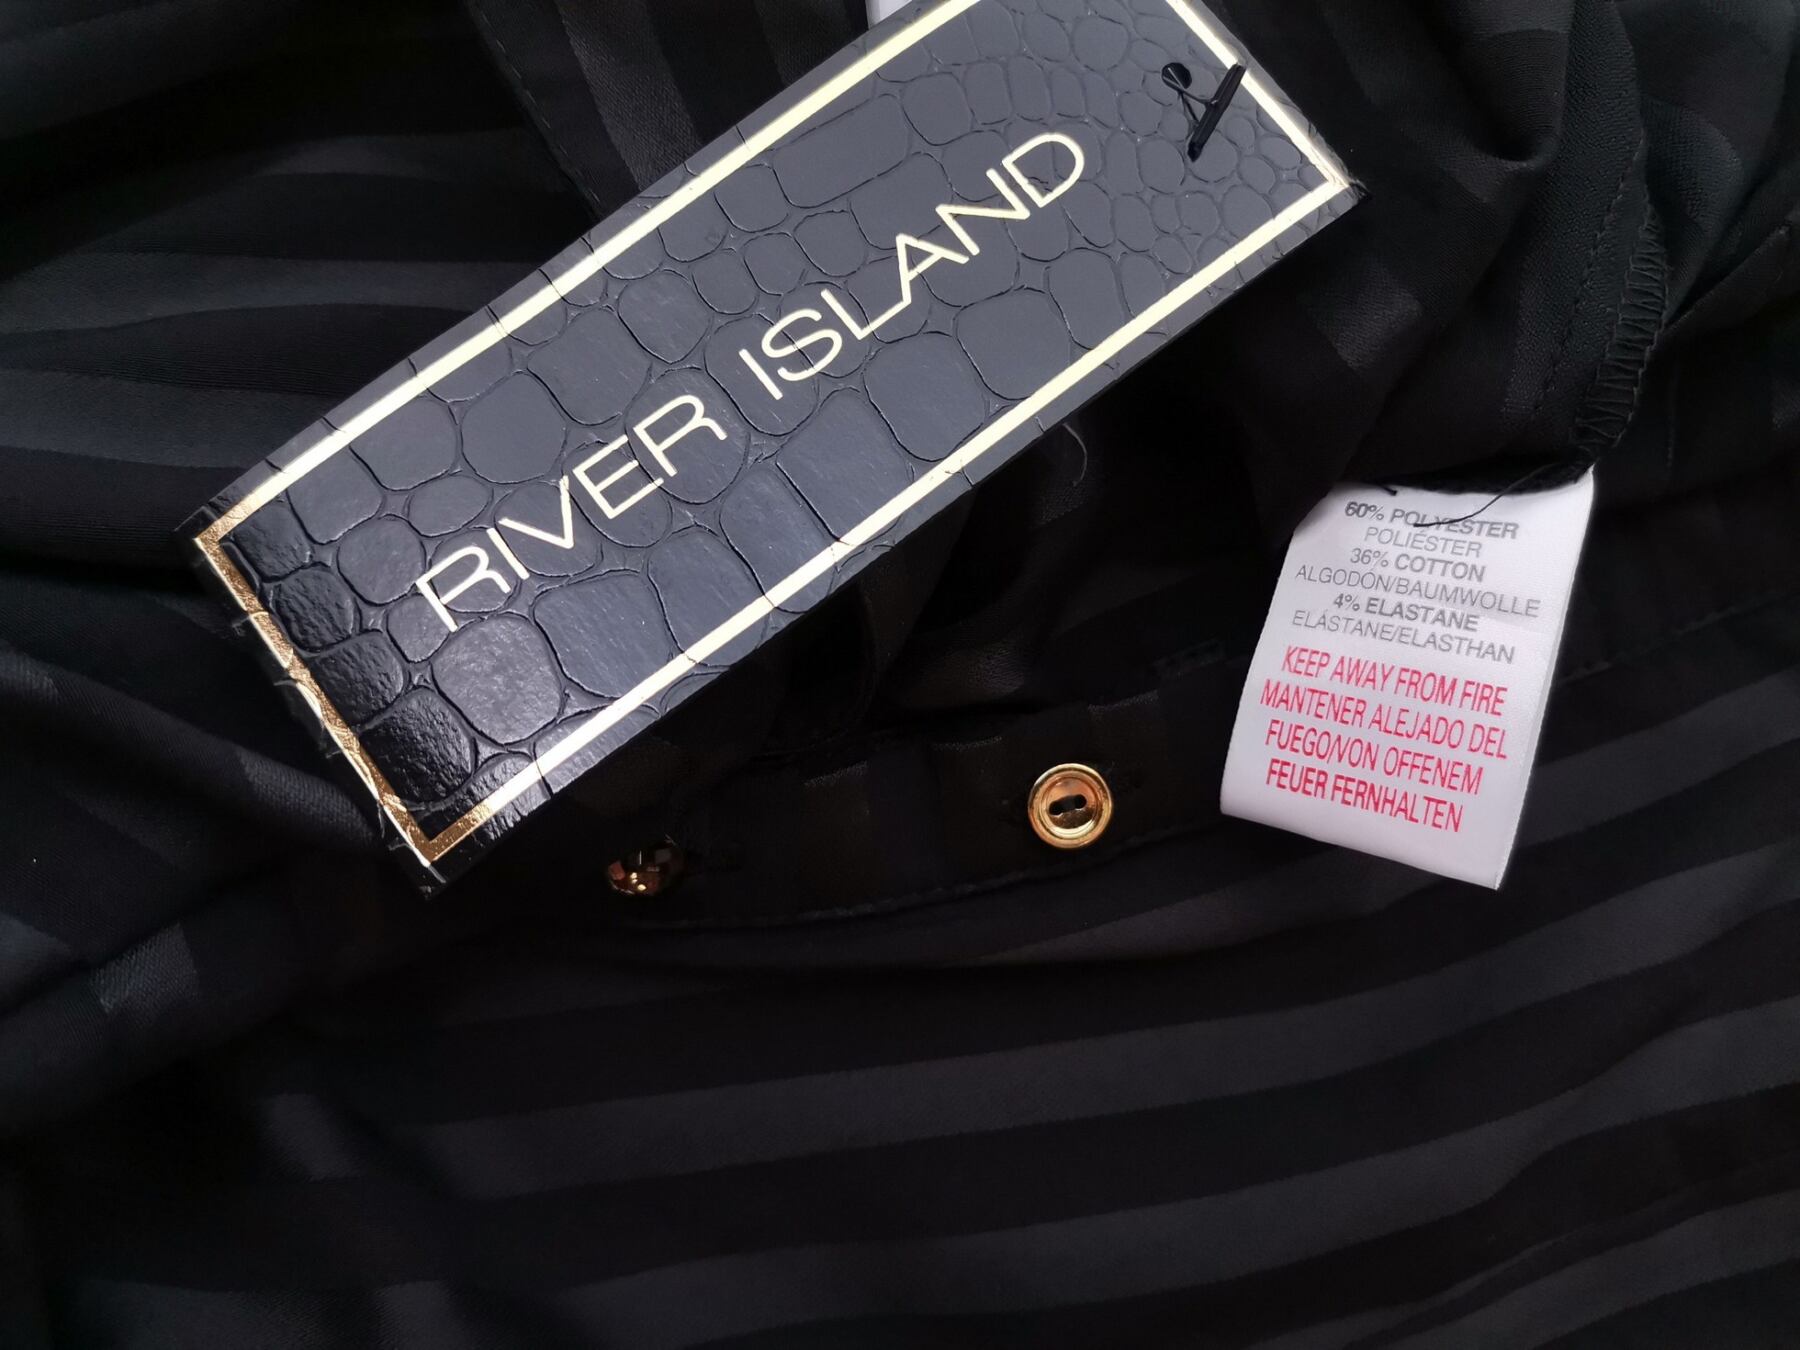 RIVER ISLAND
60% POLYESTER
POLIÉSTER
36% COTTON
ALGODÓN/BAUMWOLLE
4% ELASTANE
ELASTANE/ELASTHAN
KEEP AWAY FROM FIRE
MANTENER ALEJADO DEL
FUEGO/VON OFFENEM
FEUER FERNHALTEN